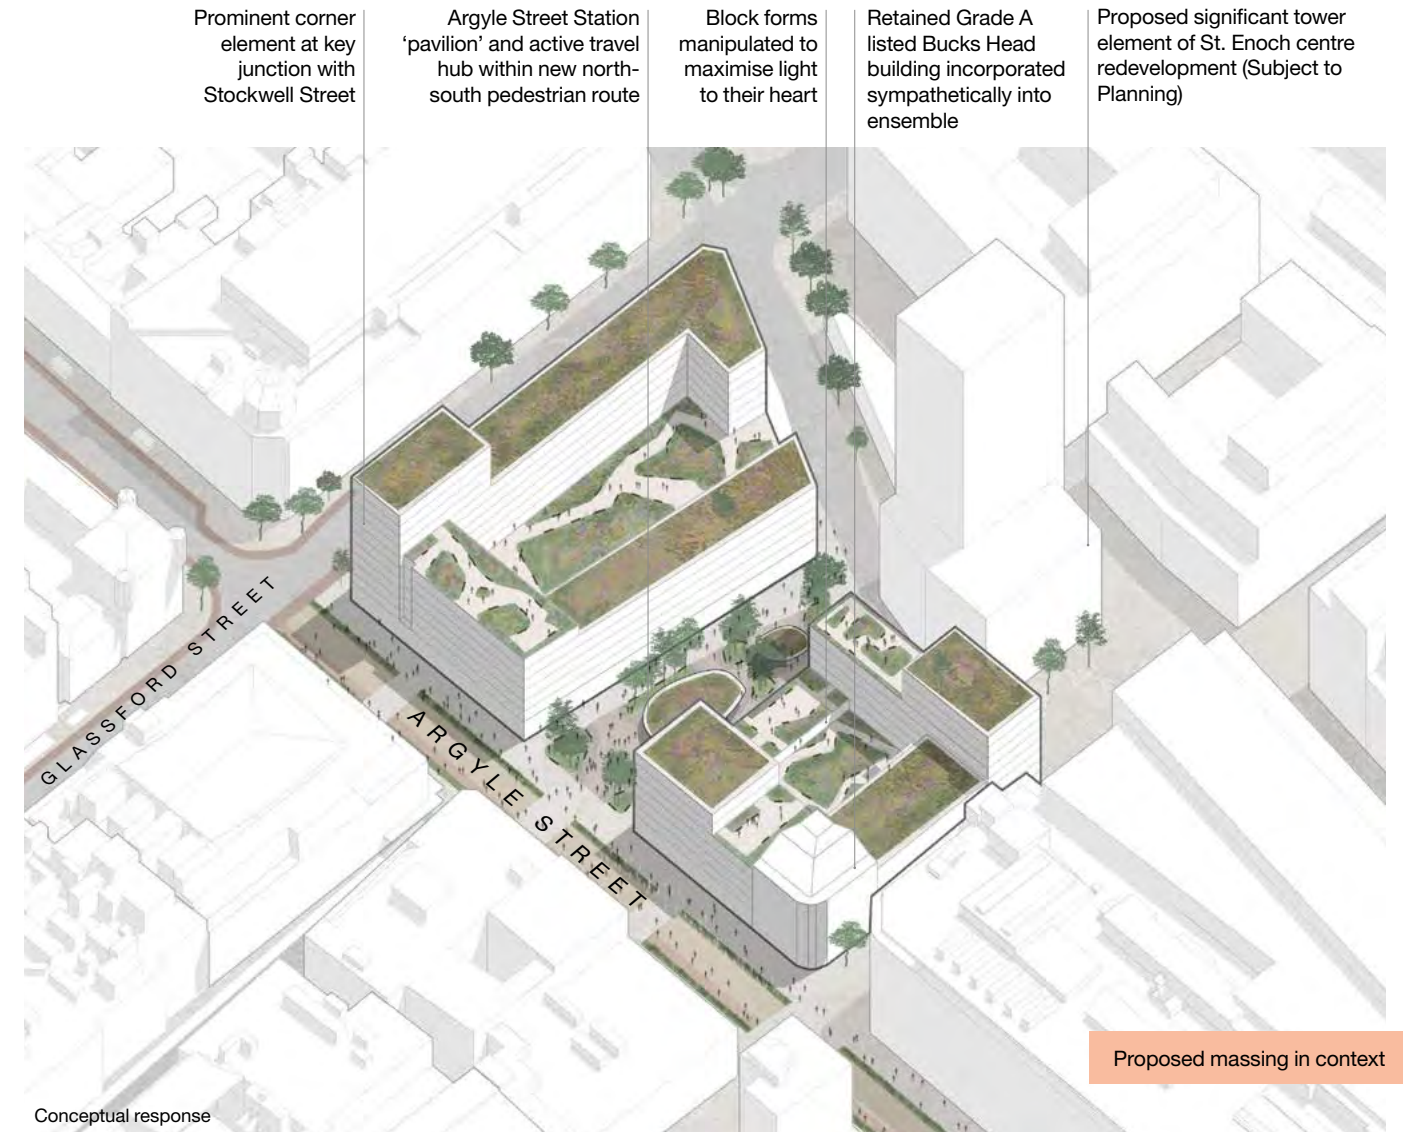 Prominent corner
element at key
junction with
Stockwell Street
Argyle Street Station
‘pavilion’ and active travel
hub within new north-
south pedestrian route
Block forms
manipulated to
maximise light
to their heart
Retained Grade A
listed Bucks Head
building incorporated
sympathetically into
ensemble
Proposed significant tower
element of St. Enoch centre
redevelopment (Subject to
Planning)
GLASSFORD STREET
ARGYLE STREET
Proposed massing in context
Conceptual response